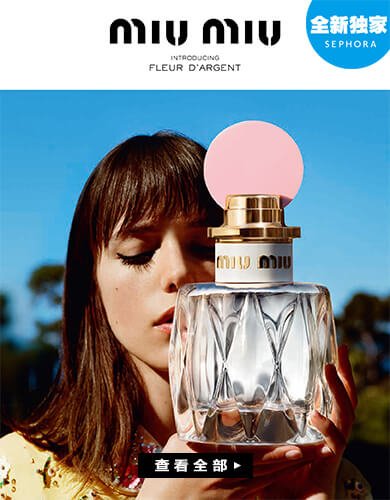 miu miu
全新独家
SEPHORA
INTRODUCING
FLEUR D'ARGENT
miu miu
查看全部